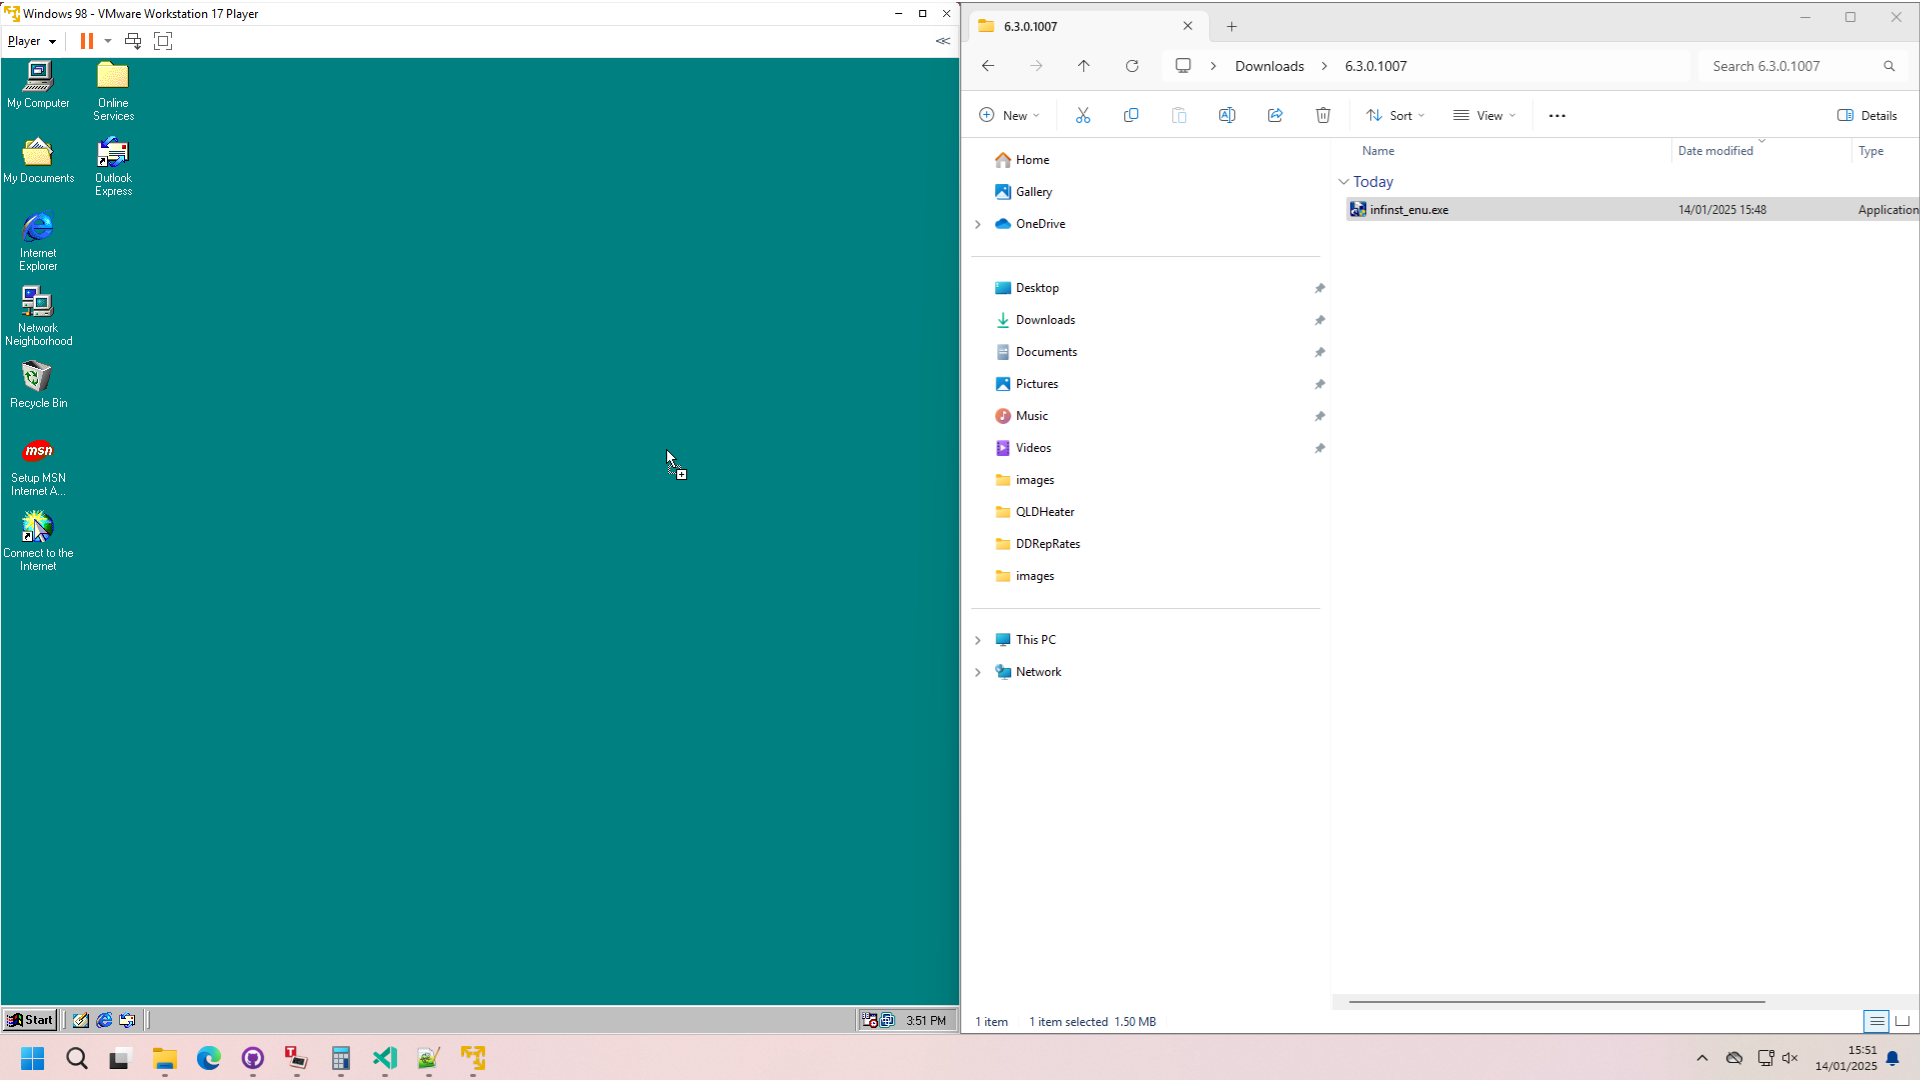 Windows 98 - VMware Workstation 17 Player
Player
My Computer
Online
Services
My Documents
Outlook
Express
Internet
Explorer
Network
Neighborhood
Recycle Bin
msn
Setup MSN
Internet A...
Connect to the
Internet
Start
3:51 PM
6.3.0.1007
Downloads
6.3.0.1007
Search 6.3.0.1007
New
Sort
View
Details
Home
Gallery
OneDrive
Desktop
Downloads
Documents
Pictures
Music
Videos
images
QLDHeater
DDRepRates
images
This PC
Network
Name
Date modified
Type
Today
infinst_enu.exe
14/01/2025 15:48
Application
1 item
1 item selected 1.50 MB
15:51
14/01/2025